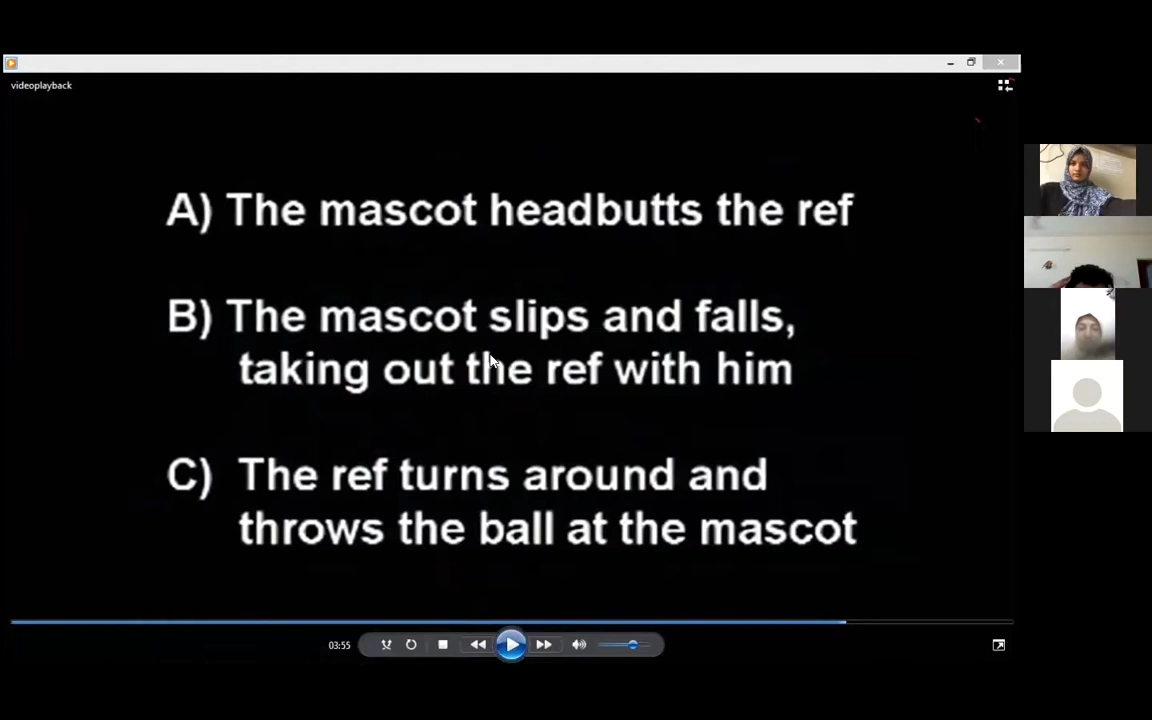 videoplayback
A) The mascot headbutts the ref
B) The mascot slips and falls,
taking out the ref with him
C) The ref turns around and
throws the ball at the mascot
03:55